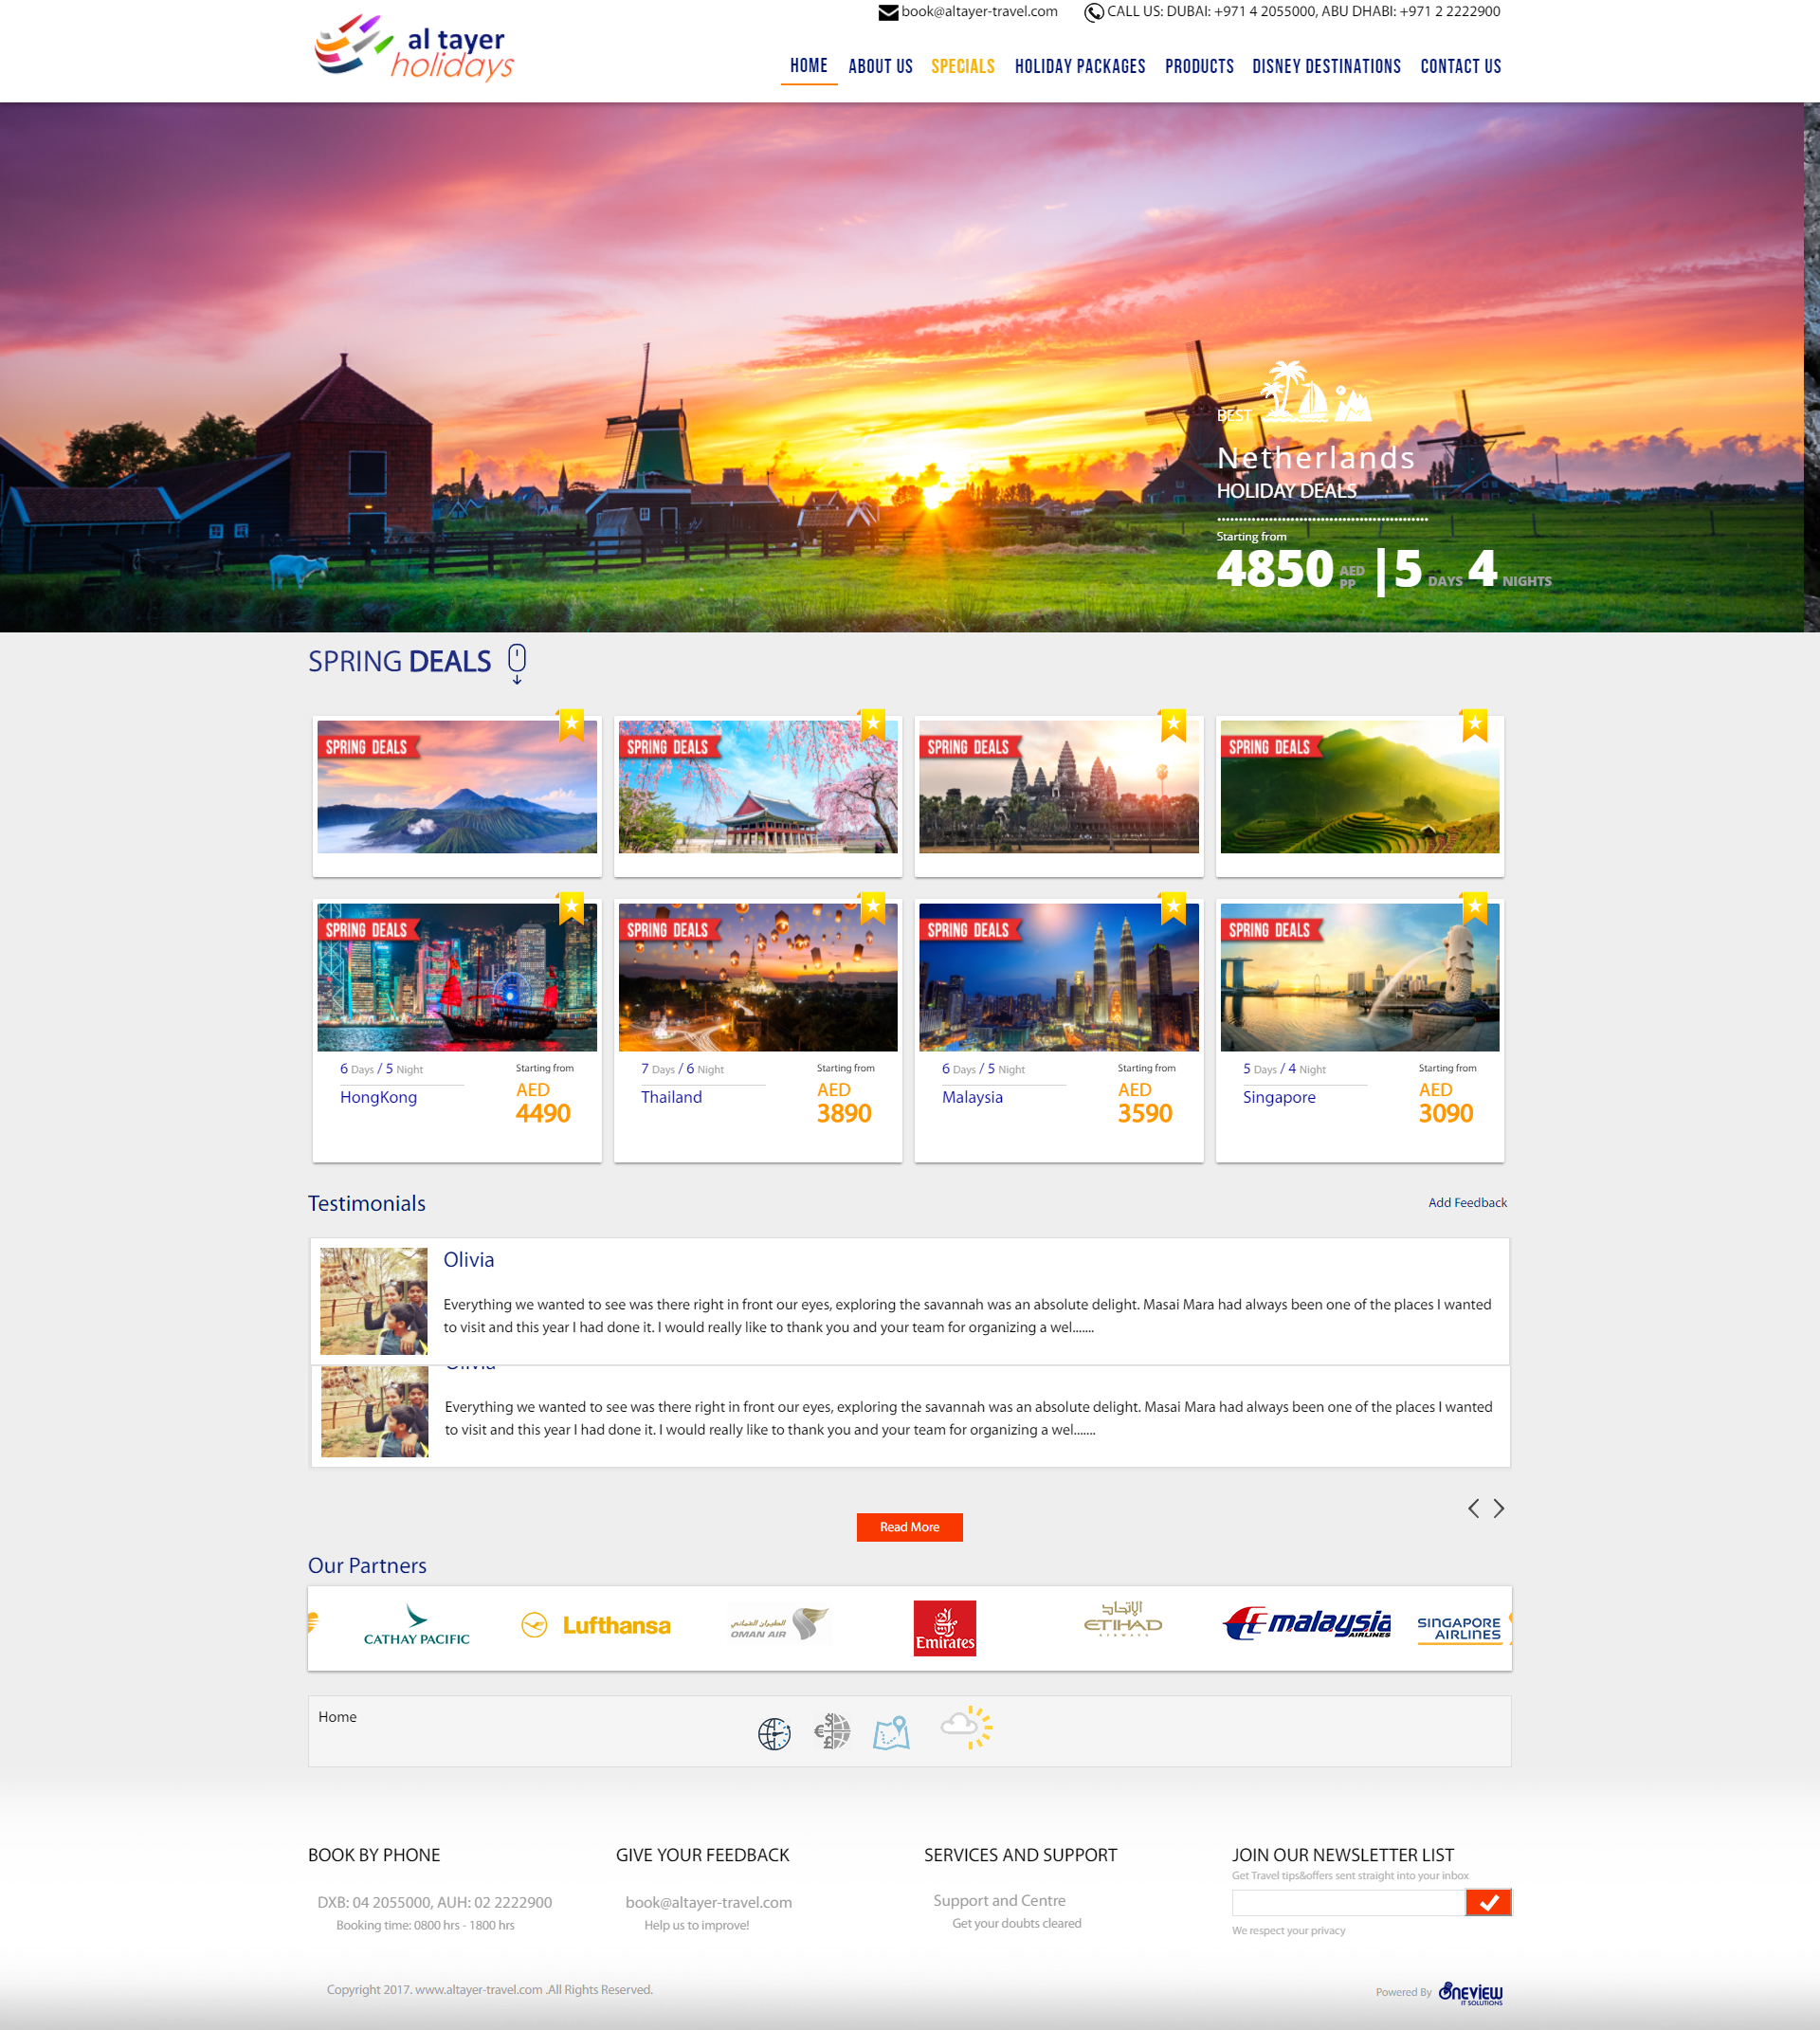 book@altayer-travel.com
CALL US: DUBAI: +971 4 2055000, ABU DHABI: +971 2 2222900
al tayer
holidays
HOME
ABOUT US
SPECIALS
HOLIDAY PACKAGES
PRODUCTS
DISNEY DESTINATIONS
CONTACT US
BEST
Netherlands
HOLIDAY DEALS
Starting from
4850 AED PP | 5 DAYS 4 NIGHTS
SPRING DEALS
SPRING DEALS
SPRING DEALS
SPRING DEALS
SPRING DEALS
SPRING DEALS
6 Days / 5 Night
Starting from
HongKong
AED
4490
SPRING DEALS
7 Days / 6 Night
Starting from
Thailand
AED
3890
SPRING DEALS
6 Days / 5 Night
Starting from
Malaysia
AED
3590
SPRING DEALS
5 Days / 4 Night
Starting from
Singapore
AED
3090
Testimonials
Add Feedback
Olivia
Everything we wanted to see was there right in front our eyes, exploring the savannah was an absolute delight. Masai Mara had always been one of the places I wanted
to visit and this year I had done it. I would really like to thank you and your team for organizing a wel.......
Olivia
Everything we wanted to see was there right in front our eyes, exploring the savannah was an absolute delight. Masai Mara had always been one of the places I wanted
to visit and this year I had done it. I would really like to thank you and your team for organizing a wel.......
Read More
Our Partners
CATHAY PACIFIC
Lufthansa
الطيران العماني
OMAN AIR
Emirates
الإتحاد
ETIHAD
AIRWAYS
malaysia
AIRLINES
SINGAPORE
AIRLINES
Home
BOOK BY PHONE
DXB: 04 2055000, AUH: 02 2222900
Booking time: 0800 hrs - 1800 hrs
GIVE YOUR FEEDBACK
book@altayer-travel.com
Help us to improve!
SERVICES AND SUPPORT
Support and Centre
Get your doubts cleared
JOIN OUR NEWSLETTER LIST
Get Travel tips&offers sent straight into your inbox
We respect your privacy
Copyright 2017. www.altayer-travel.com .All Rights Reserved.
Powered By
ONEVIEW
IT SOLUTIONS